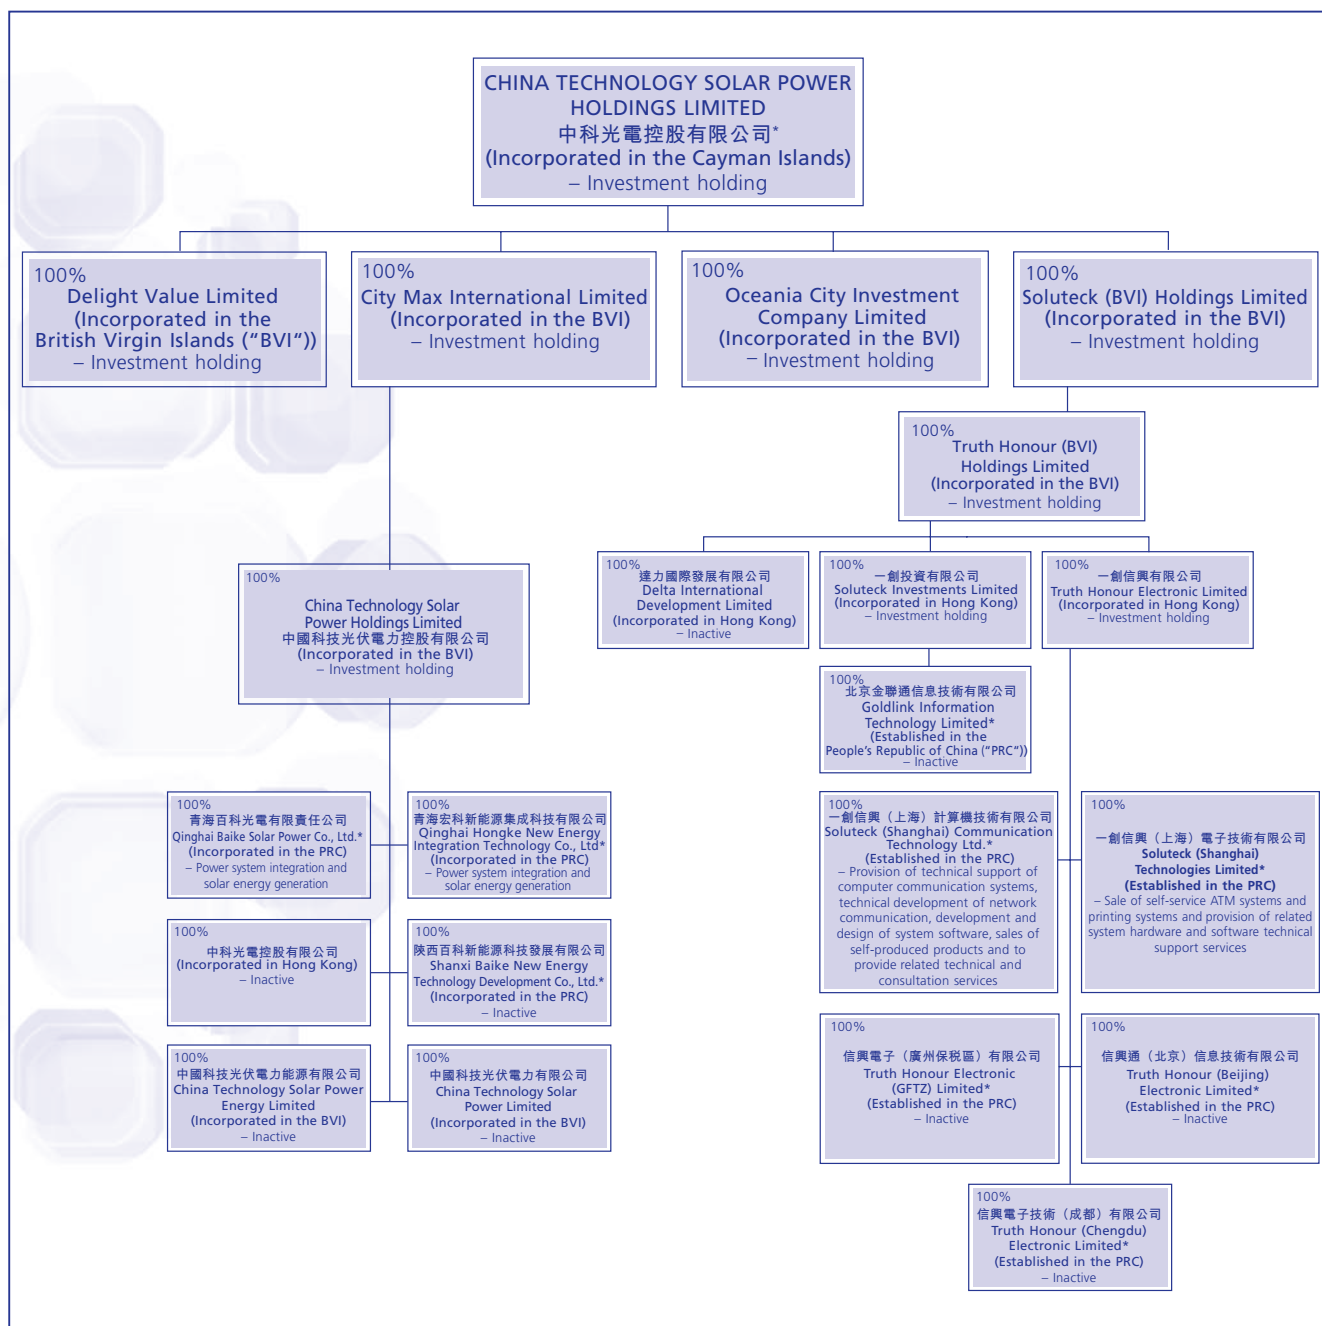 CHINA TECHNOLOGY SOLAR POWER
HOLDINGS LIMITED
中科光電控股有限公司*
(Incorporated in the Cayman Islands)
– Investment holding
100%
Delight Value Limited
(Incorporated in the
British Virgin Islands (“BVI“))
– Investment holding
100%
City Max International Limited
(Incorporated in the BVI)
– Investment holding
100%
Oceania City Investment
Company Limited
(Incorporated in the BVI)
– Investment holding
100%
Soluteck (BVI) Holdings Limited
(Incorporated in the BVI)
– Investment holding
100%
Truth Honour (BVI)
Holdings Limited
(Incorporated in the BVI)
– Investment holding
100%
達力國際發展有限公司
Delta International
Development Limited
(Incorporated in Hong Kong)
– Inactive
100%
一創投資有限公司
Soluteck Investments Limited
(Incorporated in Hong Kong)
– Investment holding
100%
一創信興有限公司
Truth Honour Electronic Limited
(Incorporated in Hong Kong)
– Investment holding
100%
China Technology Solar
Power Holdings Limited
中國科技光伏電力控股有限公司
(Incorporated in the BVI)
– Investment holding
100%
北京金聯通信息技術有限公司
Goldlink Information
Technology Limited*
(Established in the
People’s Republic of China (“PRC“))
– Inactive
100%
青海百科光電有限責任公司
Qinghai Baike Solar Power Co., Ltd.*
(Incorporated in the PRC)
– Power system integration and
solar energy generation
100%
青海宏科新能源集成科技有限公司
Qinghai Hongke New Energy
Integration Technology Co., Ltd*
(Incorporated in the PRC)
– Power system integration and
solar energy generation
100%
一創信興（上海）計算機技術有限公司
Soluteck (Shanghai) Communication
Technology Ltd.*
(Established in the PRC)
– Provision of technical support of
computer communication systems,
technical development of network
communication, development and
design of system software, sales of
self-produced products and to
provide related technical and
consultation services
100%
一創信興（上海）電子技術有限公司
Soluteck (Shanghai)
Technologies Limited*
(Established in the PRC)
– Sale of self-service ATM systems and
printing systems and provision of related
system hardware and software technical
support services
100%
中科光電控股有限公司
(Incorporated in Hong Kong)
– Inactive
100%
陝西百科新能源科技發展有限公司
Shanxi Baike New Energy
Technology Development Co., Ltd.*
(Incorporated in the PRC)
– Inactive
100%
信興電子（廣州保税區）有限公司
Truth Honour Electronic
(GFTZ) Limited*
(Established in the PRC)
– Inactive
100%
信興通（北京）信息技術有限公司
Truth Honour (Beijing)
Electronic Limited*
(Established in the PRC)
– Inactive
100%
中國科技光伏電力能源有限公司
China Technology Solar Power
Energy Limited
(Incorporated in the BVI)
– Inactive
100%
中國科技光伏電力有限公司
China Technology Solar
Power Limited
(Incorporated in the BVI)
– Inactive
100%
信興電子技術（成都）有限公司
Truth Honour (Chengdu)
Electronic Limited*
(Established in the PRC)
– Inactive